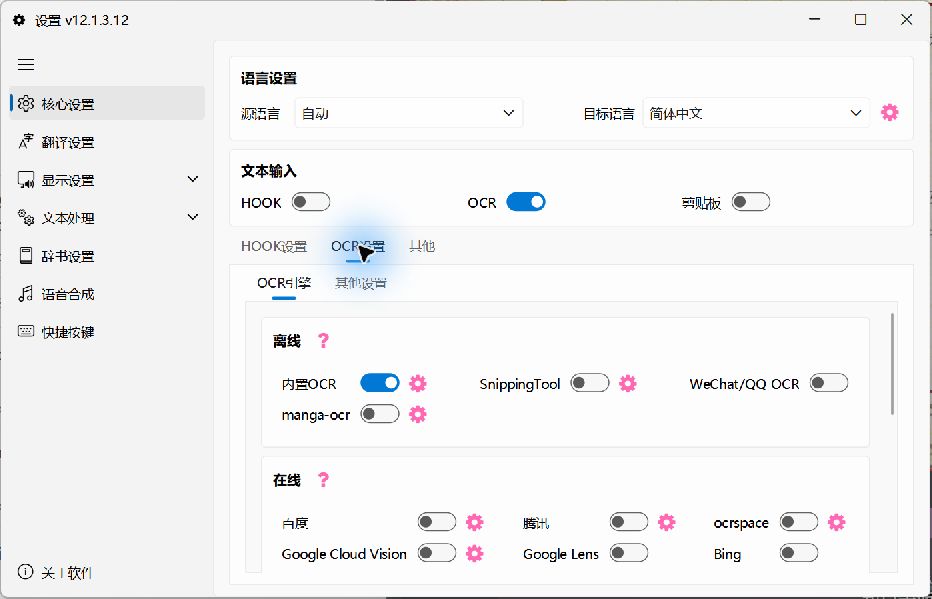 设置 v12.1.3.12
核心设置
翻译设置
显示设置
文本处理
辞书设置
语音合成
快捷按键
语言设置
源语言 自动 目标语言 简体中文
文本输入
HOOK OCR 剪贴板
HOOK设置 OCR设置 其他
OCR引擎 其他设置
离线 ?
内置OCR SnippingTool WeChat/QQ OCR
manga-ocr
在线 ?
百度 腾讯 ocrspace
Google Cloud Vision Google Lens Bing
关于软件